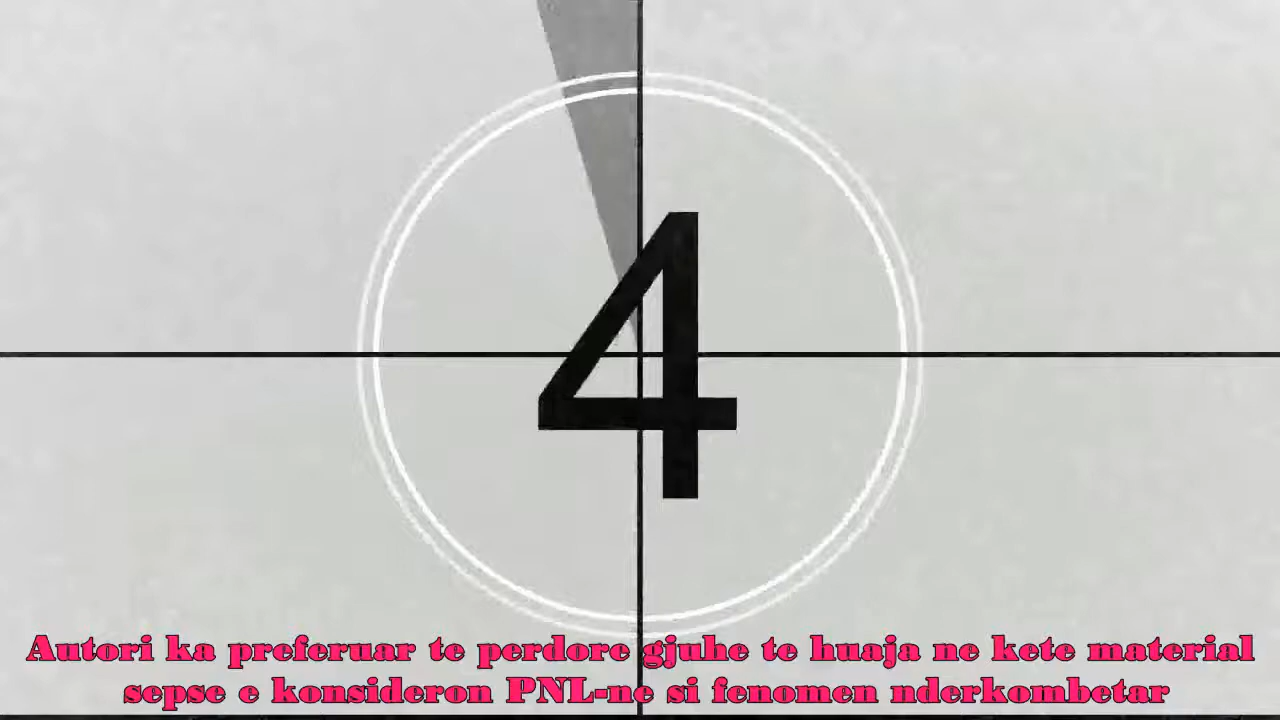 4
Autori ka preferuar te perdore gjuhe te huaja ne kete material
sepse e konsideron PNL-ne si fenomen nderkombetar